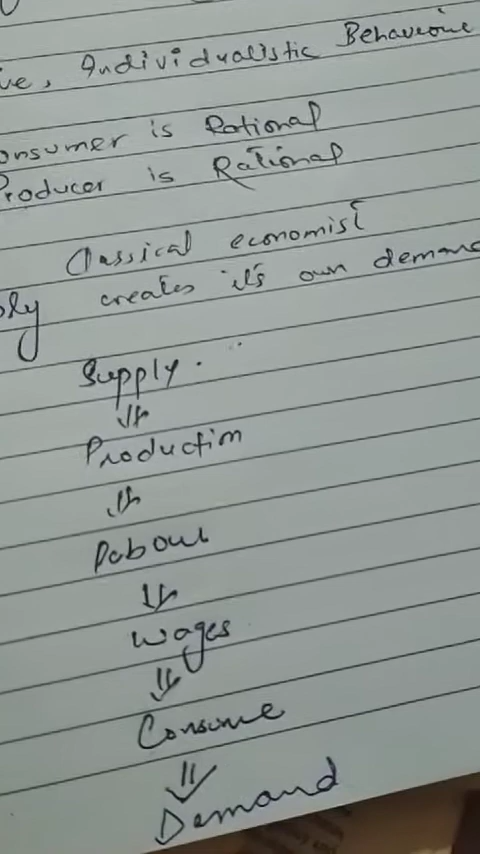 ve, Individualistic Behaviour
onsumer is Rational
Producer is Rational
Classical economist
ply creates it's own demand
Supply.
⇓
Production
⇓
Labour
⇓
Wages
⇓
Consume
⇓
Demand